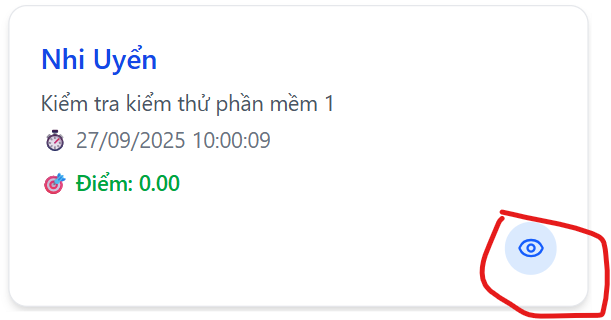 Nhi Uyển
Kiểm tra kiểm thử phần mềm 1
27/09/2025 10:00:09
Điểm: 0.00